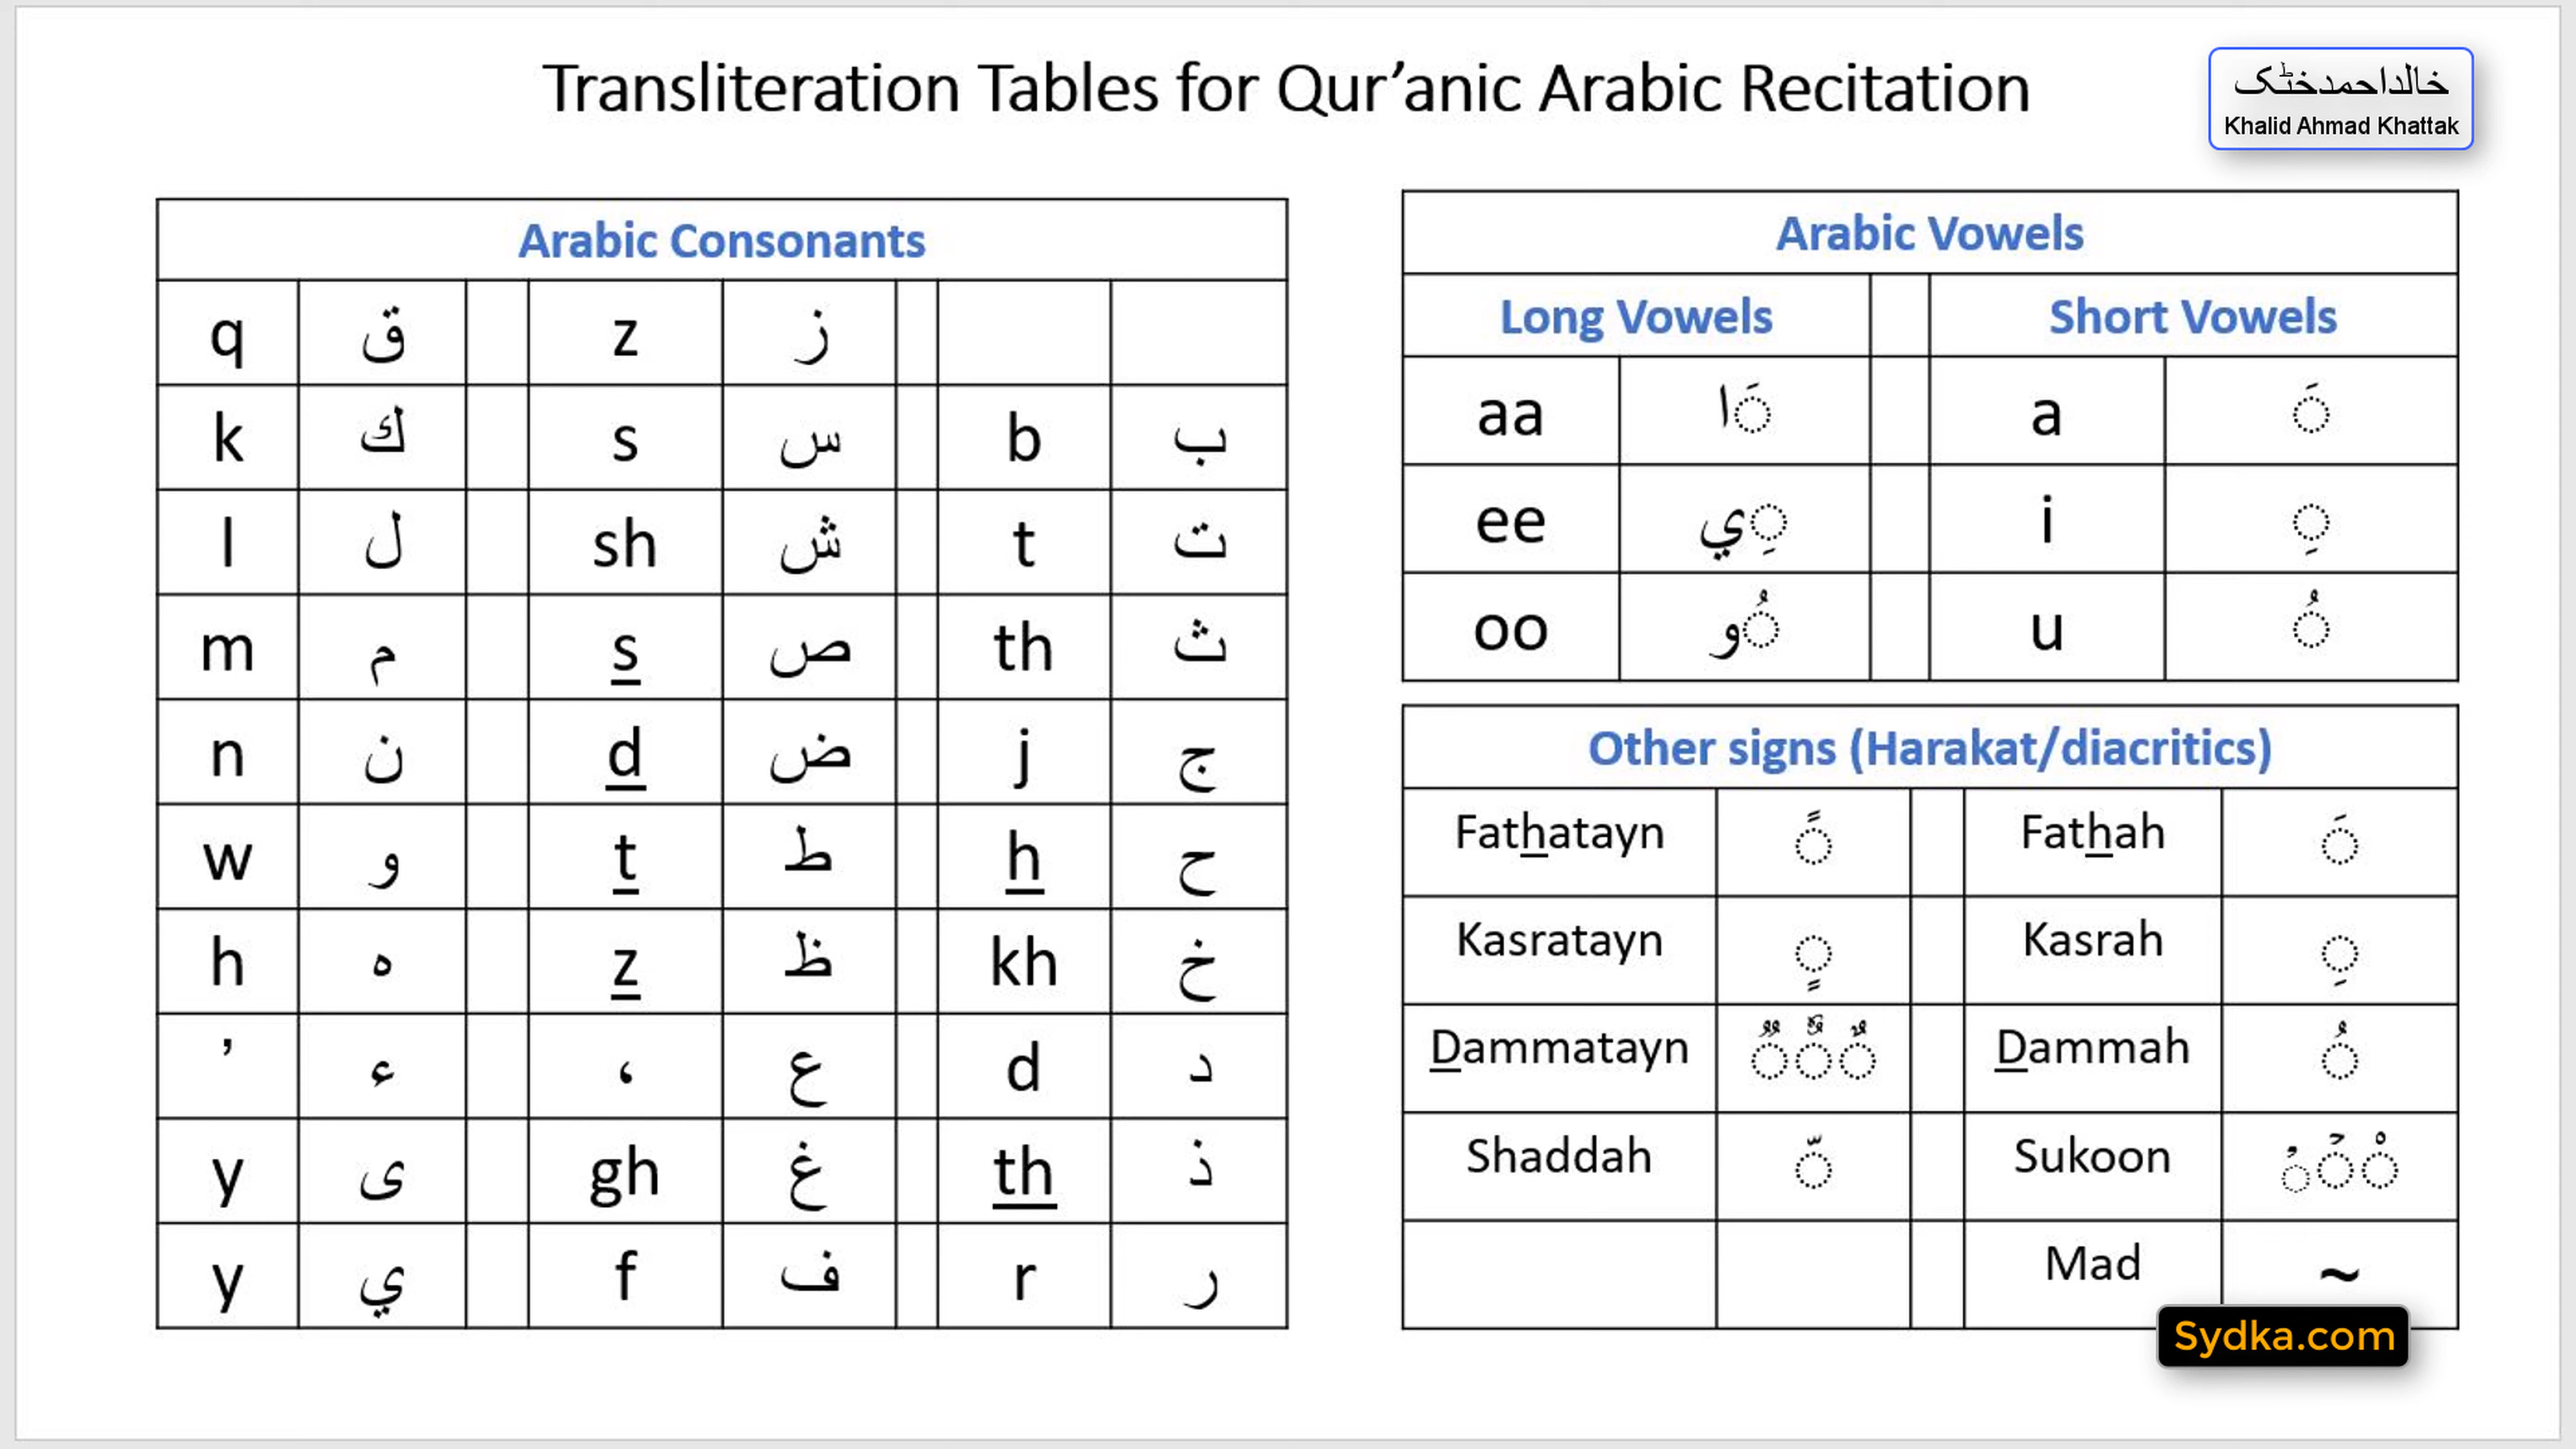 Transliteration Tables for Qur’anic Arabic Recitation
خالداحمدخٹک
Khalid Ahmad Khattak
Arabic Consonants
q ق z ز
k ك s س b ب
l ل sh ش t ت
m م s ص th ث
n ن d ض j ج
w و t ط h ح
h ه z ظ kh خ
’ ء ‘ ع d د
y ى gh غ th ذ
y ي f ف r ر
Arabic Vowels
Long Vowels Short Vowels
aa ◌َا a ◌َ
ee ◌ِي i ◌ِ
oo ◌ُو u ◌ُ
Other signs (Harakat/diacritics)
Fathatayn ◌ً Fathah ◌َ
Kasratayn ◌ٍ Kasrah ◌ِ
Dammatayn Dammah ◌ُ
Shaddah ◌ّ Sukoon
Mad ~
Sydka.com